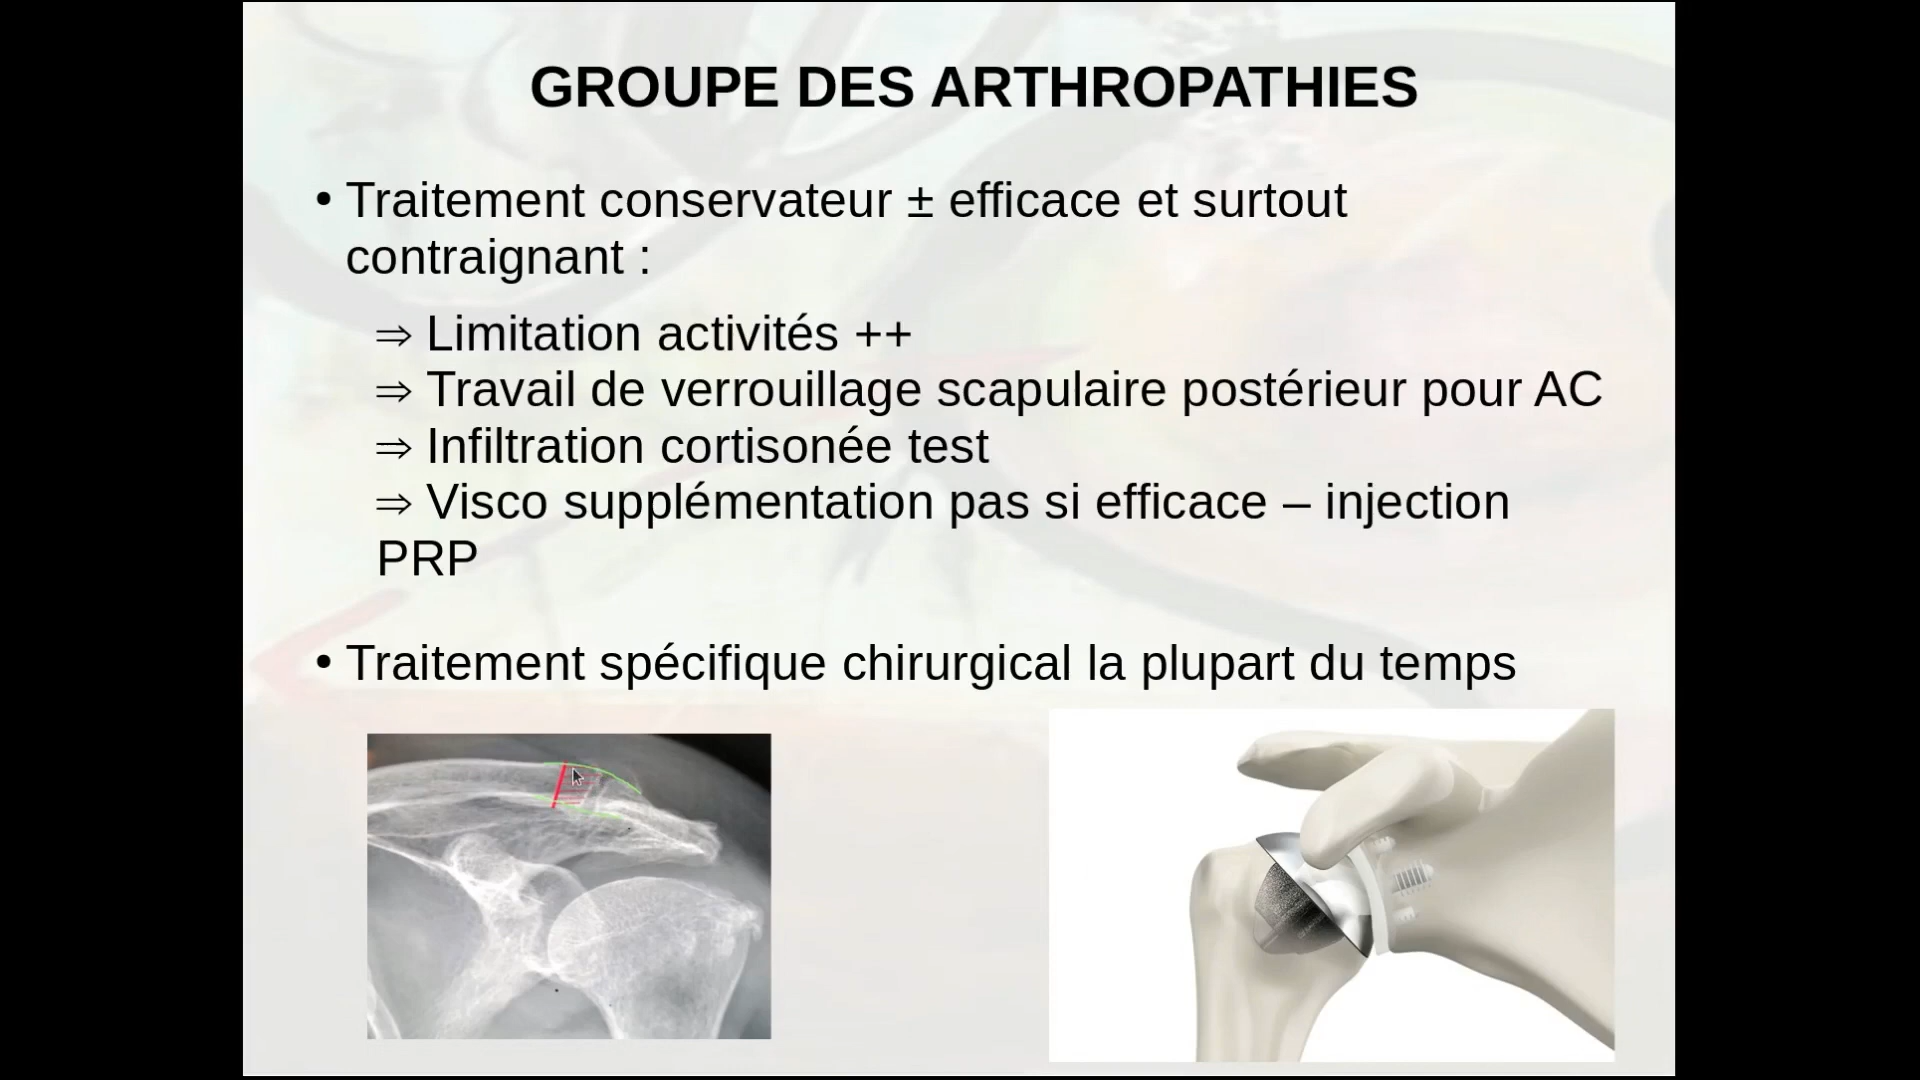 GROUPE DES ARTHROPATHIES
• Traitement conservateur ± efficace et surtout
contraignant :
⇒ Limitation activités ++
⇒ Travail de verrouillage scapulaire postérieur pour AC
⇒ Infiltration cortisonée test
⇒ Visco supplémentation pas si efficace – injection
PRP
• Traitement spécifique chirurgical la plupart du temps